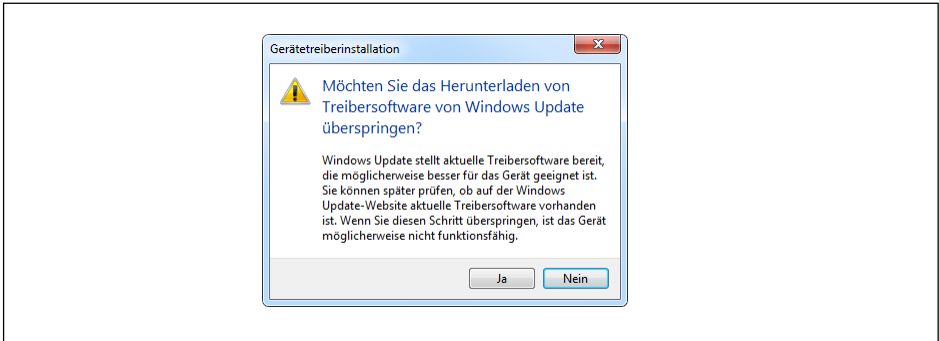 Gerätetreiberinstallation
Möchten Sie das Herunterladen von
Treibersoftware von Windows Update
überspringen?
Windows Update stellt aktuelle Treibersoftware bereit,
die möglicherweise besser für das Gerät geeignet ist.
Sie können später prüfen, ob auf der Windows
Update-Website aktuelle Treibersoftware vorhanden
ist. Wenn Sie diesen Schritt überspringen, ist das Gerät
möglicherweise nicht funktionsfähig.
Ja
Nein